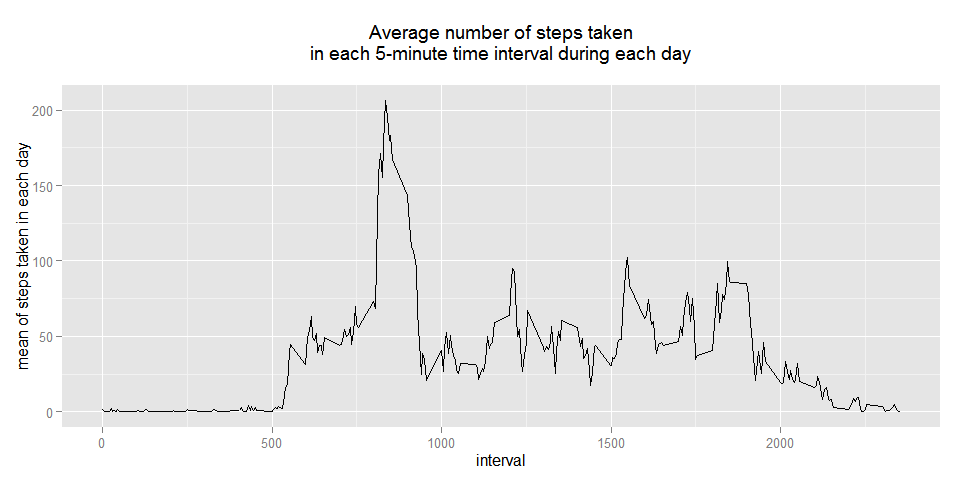 Average number of steps taken
in each 5-minute time interval during each day
mean of steps taken in each day
200
150
100
50
0
0
500
1000
1500
2000
interval